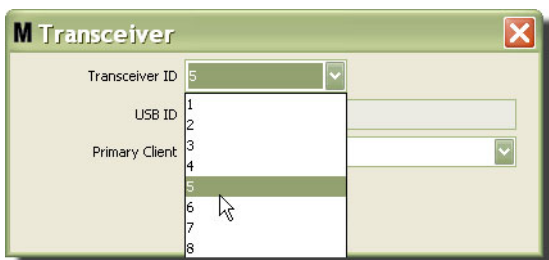 M Transceiver
Transceiver ID 5
1
USB ID
2
Primary Client
3
4
5
6
7
8